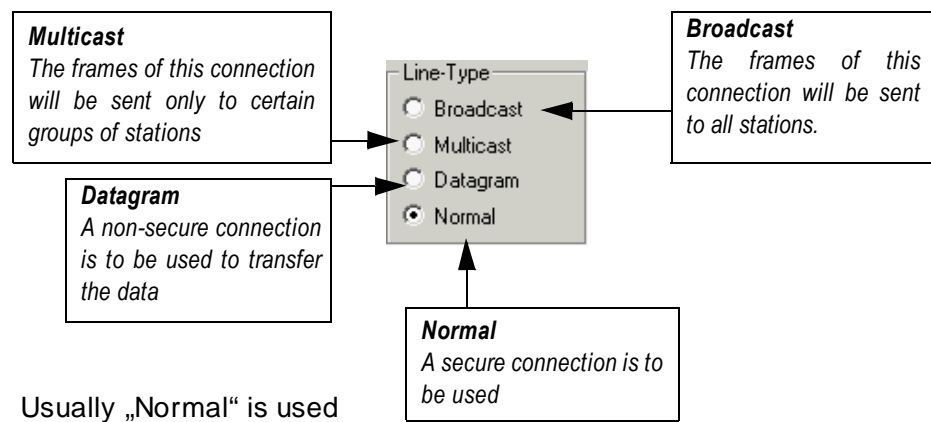 Multicast
The frames of this connection
will be sent only to certain
groups of stations
Broadcast
The frames of this
connection will be sent
to all stations.
Line-Type
Broadcast
Multicast
Datagram
Normal
Datagram
A non-secure connection
is to be used to transfer
the data
Normal
A secure connection is to
be used
Usually „Normal“ is used